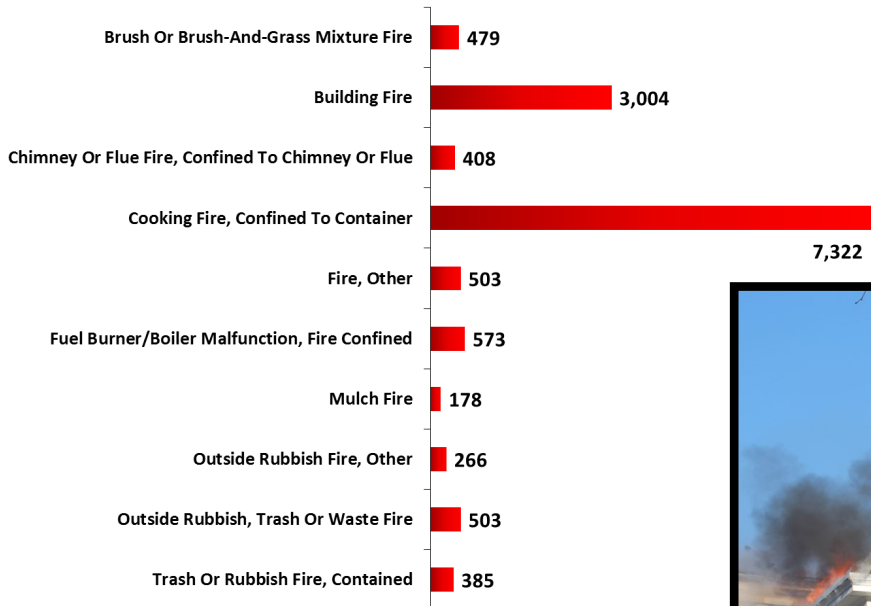 Brush Or Brush-And-Grass Mixture Fire 479
Building Fire 3,004
Chimney Or Flue Fire, Confined To Chimney Or Flue 408
Cooking Fire, Confined To Container
7,322
Fire, Other 503
Fuel Burner/Boiler Malfunction, Fire Confined 573
Mulch Fire 178
Outside Rubbish Fire, Other 266
Outside Rubbish, Trash Or Waste Fire 503
Trash Or Rubbish Fire, Contained 385